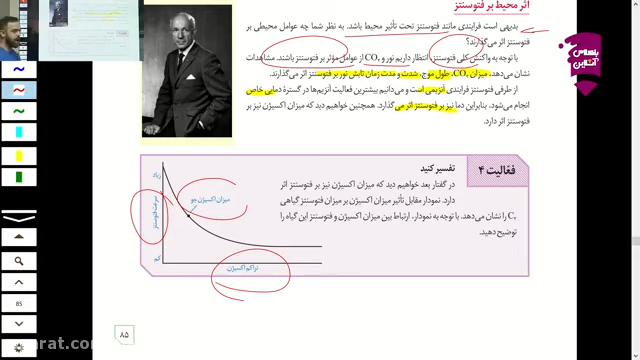 اثر محیط بر فتوسنتز
بدیهی است فرایندی مانند فتوسنتز تحت تأثیر محیط باشد. به نظر شما چه عوامل محیطی بر
فتوسنتز اثر می‌گذارند؟
با توجه به واکنش کلی فتوسنتز، انتظار داریم نور و CO₂ از عوامل مؤثر بر فتوسنتز باشند. مشاهدات
نشان می‌دهد، میزان CO₂، طول موج، شدت و مدت زمان تابش نور بر فتوسنتز اثر می‌گذارند.
از طرفی فتوسنتز فرایندی آنزیمی است و می‌دانیم بیشترین فعالیت آنزیم‌ها در گسترهٔ دمایی خاص
انجام می‌شود. بنابراین دما نیز بر فتوسنتز اثر می گذارد. همچنین خواهیم دید که میزان اکسیژن نیز بر
فتوسنتز اثر دارد.
فعالیت ۴
تفسیر کنید
در گفتار بعد خواهیم دید که میزان اکسیژن نیز بر فتوسنتز اثر
دارد. نمودار مقابل تأثیر اکسیژن بر میزان فتوسنتز گیاهی
C₃ را نشان می‌دهد. با توجه به نمودار، ارتباط بین میزان اکسیژن و فتوسنتز این گیاه را
توضیح دهید.
زیاد
میزان اکسیژن جو
سرعت فتوسنتز
کم
تراکم اکسیژن
۸۵
85
آنلاین